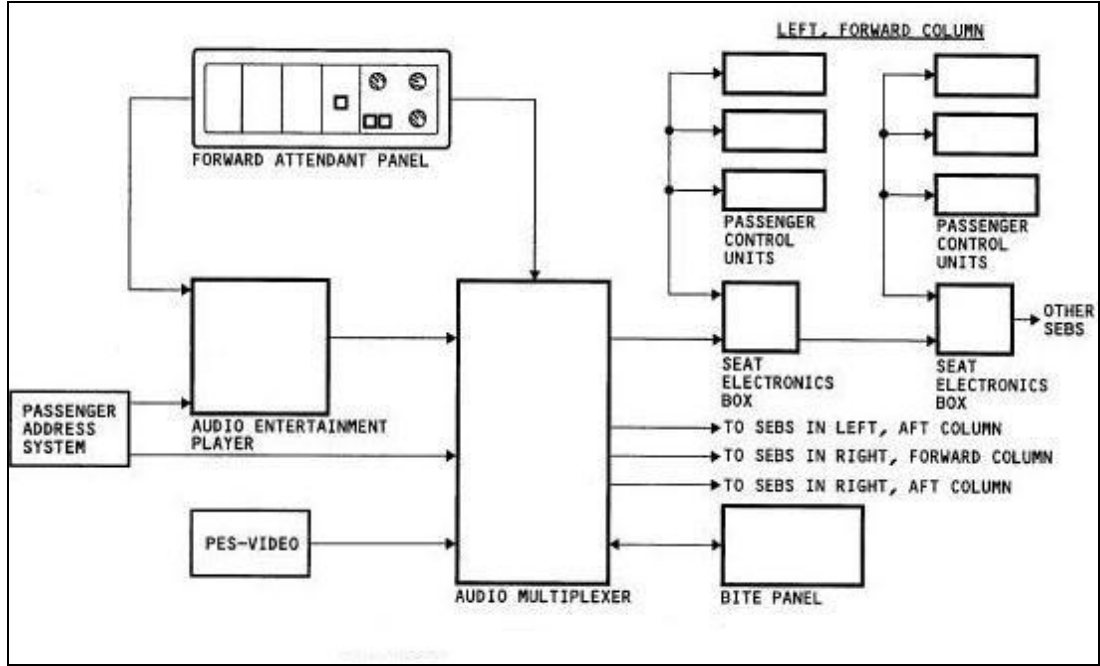 LEFT, FORWARD COLUMN
FORWARD ATTENDANT PANEL
PASSENGER
CONTROL
UNITS
PASSENGER
CONTROL
UNITS
OTHER
SEBS
SEAT
ELECTRONICS
BOX
SEAT
ELECTRONICS
BOX
PASSENGER
ADDRESS
SYSTEM
AUDIO ENTERTAINMENT
PLAYER
TO SEBS IN LEFT, AFT COLUMN
TO SEBS IN RIGHT, FORWARD COLUMN
TO SEBS IN RIGHT, AFT COLUMN
PES-VIDEO
AUDIO MULTIPLEXER
BITE PANEL